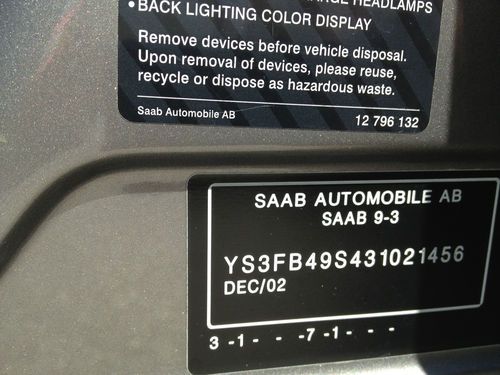 • BACK LIGHTING COLOR DISPLAY
Remove devices before vehicle disposal.
Upon removal of devices, please reuse,
recycle or dispose as hazardous waste.
Saab Automobile AB 12 796 132
SAAB AUTOMOBILE AB
SAAB 9-3
YS3FB49S431021456
DEC/02
3 -1- - -7 -1- - -